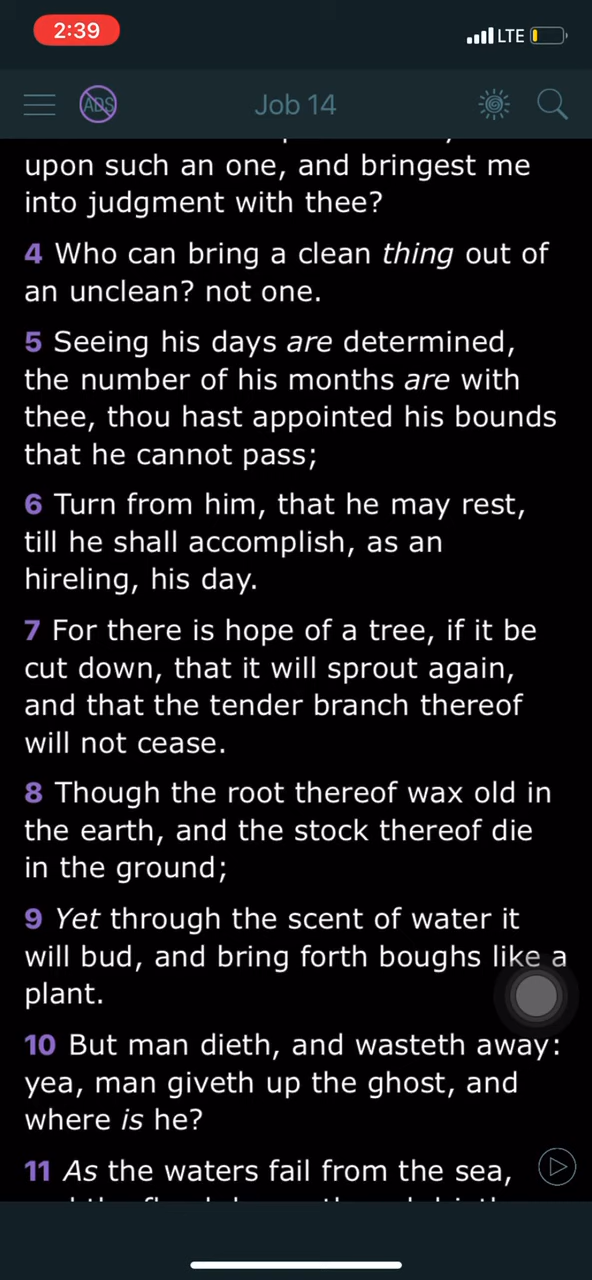 2:39
LTE
ADS
Job 14
upon such an one, and bringest me
into judgment with thee?
4 Who can bring a clean thing out of
an unclean? not one.
5 Seeing his days are determined,
the number of his months are with
thee, thou hast appointed his bounds
that he cannot pass;
6 Turn from him, that he may rest,
till he shall accomplish, as an
hireling, his day.
7 For there is hope of a tree, if it be
cut down, that it will sprout again,
and that the tender branch thereof
will not cease.
8 Though the root thereof wax old in
the earth, and the stock thereof die
in the ground;
9 Yet through the scent of water it
will bud, and bring forth boughs like a
plant.
10 But man dieth, and wasteth away:
yea, man giveth up the ghost, and
where is he?
11 As the waters fail from the sea,